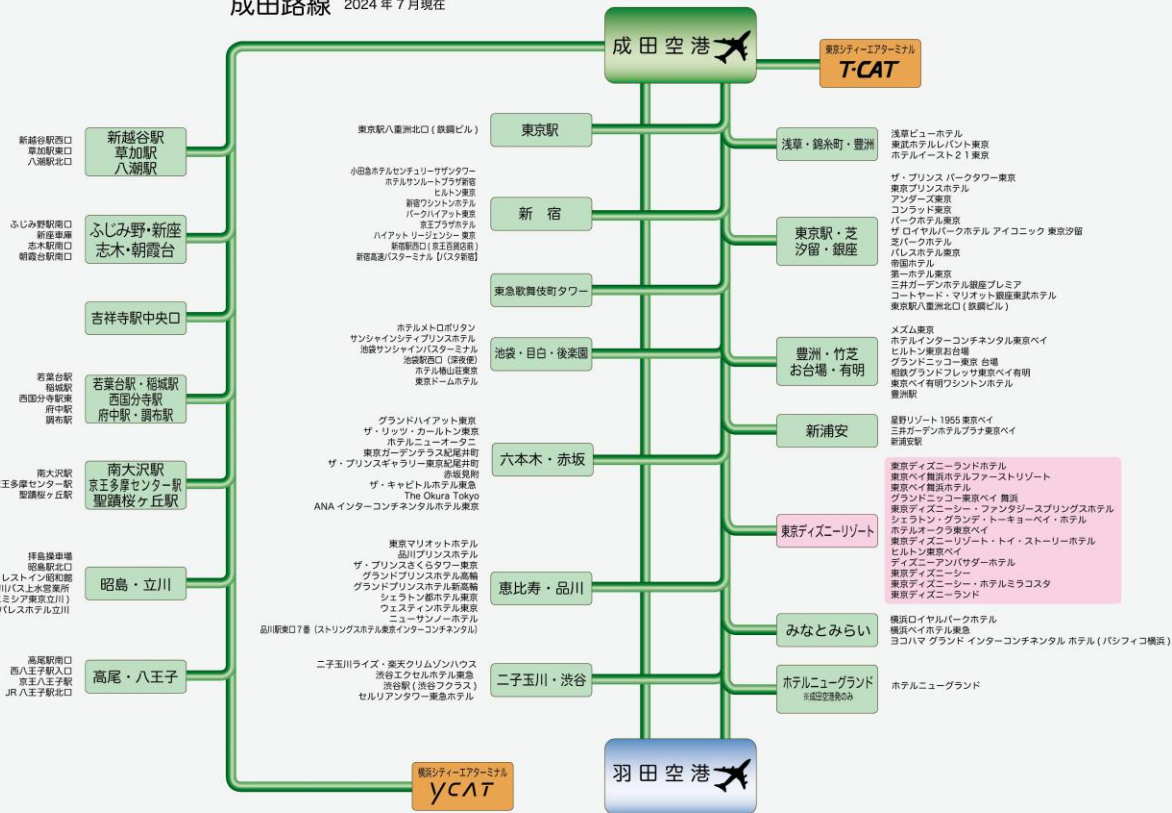 成田路線 2024年7月現在
成田空港
東京シティーエアターミナル
T-CAT
新越谷駅西口
草加駅東口
八潮駅北口
新越谷駅
草加駅
八潮駅
ふじみ野駅南口
新座車庫
志木駅南口
朝霞台駅南口
ふじみ野・新座
志木・朝霞台
吉祥寺駅中央口
若葉台駅
稲城駅
西国分寺駅東
府中駅
調布駅
若葉台駅・稲城駅
西国分寺駅
府中駅・調布駅
南大沢駅
王多摩センター駅
聖蹟桜ヶ丘駅
南大沢駅
京王多摩センター駅
聖蹟桜ヶ丘駅
拝島操車場
昭島駅北口
レストイン昭和館
川バス上水営業所
ミシア東京立川)
パレスホテル立川
昭島・立川
高尾駅南口
西八王子駅入口
京王八王子駅
JR 八王子駅北口
高尾・八王子
横浜シティーエアターミナル
YCAT
東京駅八重洲北口 ( 鉄鋼ビル )
東京駅
小田急ホテルセンチュリーサザンタワー
ホテルサンルートプラザ新宿
ヒルトン東京
新宿ワシントンホテル
パークハイアット東京
京王プラザホテル
ハイアット リージェンシー 東京
新宿駅西口 ( 京王百貨店前 )
新宿高速バスターミナル【バスタ新宿】
新 宿
東急歌舞伎町タワー
ホテルメトロポリタン
サンシャインシティプリンスホテル
池袋サンシャインバスターミナル
池袋駅西口（深夜便）
ホテル椿山荘東京
東京ドームホテル
池袋・目白・後楽園
グランドハイアット東京
ザ・リッツ・カールトン東京
ホテルニューオータニ
東京ガーデンテラス紀尾井町
ザ・プリンスギャラリー東京紀尾井町
赤坂見附
ザ・キャピトルホテル東急
The Okura Tokyo
ANA インターコンチネンタルホテル東京
六本木・赤坂
東京マリオットホテル
品川プリンスホテル
ザ・プリンスさくらタワー東京
グランドプリンスホテル高輪
グランドプリンスホテル新高輪
シェラトン都ホテル東京
ウェスティンホテル東京
ニューサンノーホテル
品川駅東口7番（ストリングスホテル東京インターコンチネンタル）
恵比寿・品川
二子玉川ライズ・楽天クリムゾンハウス
渋谷エクセルホテル東急
渋谷駅 ( 渋谷フクラス )
セルリアンタワー東急ホテル
二子玉川・渋谷
浅草・錦糸町・豊洲
浅草ビューホテル
東武ホテルレバント東京
ホテルイースト21東京
東京駅・芝
汐留・銀座
ザ・プリンス パークタワー東京
東京プリンスホテル
アンダーズ東京
コンラッド東京
パークホテル東京
ザ ロイヤルパークホテル アイコニック 東京汐留
芝パークホテル
パレスホテル東京
帝国ホテル
第一ホテル東京
三井ガーデンホテル銀座プレミア
コートヤード・マリオット銀座東武ホテル
東京駅八重洲北口 ( 鉄鋼ビル )
豊洲・竹芝
お台場・有明
メズム東京
ホテルインターコンチネンタル東京ベイ
ヒルトン東京お台場
グランドニッコー東京 台場
相鉄グランドフレッサ東京ベイ有明
東京ベイ有明ワシントンホテル
豊洲駅
新浦安
星野リゾート 1955 東京ベイ
三井ガーデンホテルプラナ東京ベイ
新浦安駅
東京ディズニーリゾート
東京ディズニーランドホテル
東京ベイ舞浜ホテルファーストリゾート
東京ベイ舞浜ホテル
グランドニッコー東京ベイ 舞浜
東京ディズニーシー・ファンタジースプリングスホテル
シェラトン・グランデ・トーキョーベイ・ホテル
ホテルオークラ東京ベイ
東京ディズニーリゾート・トイ・ストーリーホテル
ヒルトン東京ベイ
ディズニーアンバサダーホテル
東京ディズニーシー
東京ディズニーシー・ホテルミラコスタ
東京ディズニーランド
みなとみらい
横浜ロイヤルパークホテル
横浜ベイホテル東急
ヨコハマ グランド インターコンチネンタル ホテル ( パシフィコ横浜 )
ホテルニューグランド
※成田空港発のみ
ホテルニューグランド
羽田空港